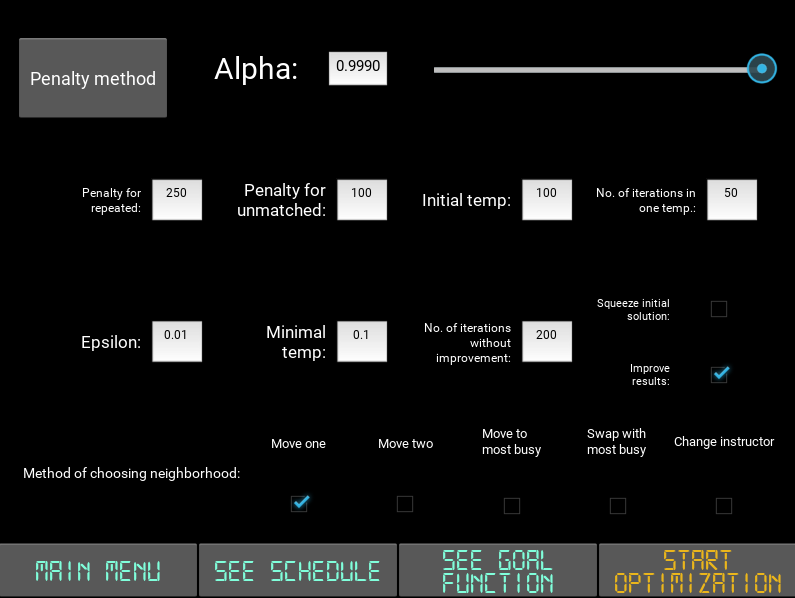 Penalty method
Alpha:
0.9990
Penalty for
repeated:
250
Penalty for
unmatched:
100
Initial temp:
100
No. of iterations in
one temp.:
50
Epsilon:
0.01
Minimal
temp:
0.1
No. of iterations
without
improvement:
200
Squeeze initial
solution:
Improve
results:
Method of choosing neighborhood:
Move one
Move two
Move to
most busy
Swap with
most busy
Change instructor
MAIN MENU
SEE SCHEDULE
SEE GOAL
FUNCTION
START
OPTIMIZATION